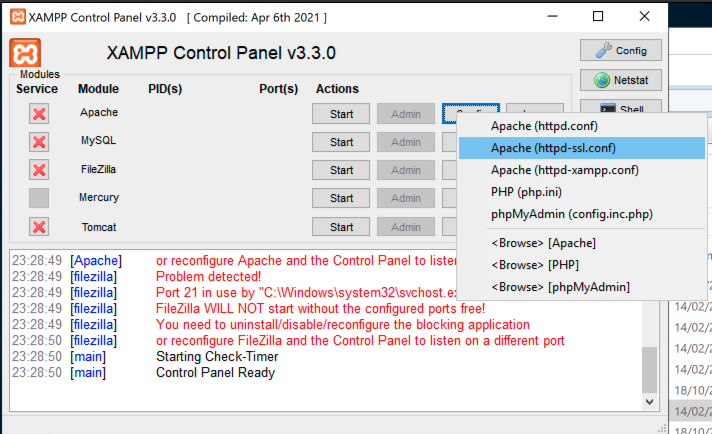 XAMPP Control Panel v3.3.0 [ Compiled: Apr 6th 2021 ]
XAMPP Control Panel v3.3.0
Config
Modules
Service Module PID(s) Port(s) Actions
Netstat
Shell
Apache Start Admin
MySQL Start Admin
FileZilla Start Admin
Mercury Start Admin
Tomcat Start Admin
Apache (httpd.conf)
Apache (httpd-ssl.conf)
Apache (httpd-xampp.conf)
PHP (php.ini)
phpMyAdmin (config.inc.php)
<Browse> [Apache]
<Browse> [PHP]
<Browse> [phpMyAdmin]
23:28:49 [Apache] or reconfigure Apache and the Control Panel to listen
23:28:49 [filezilla] Problem detected!
23:28:49 [filezilla] Port 21 in use by "C:\Windows\system32\svchost.ex
23:28:49 [filezilla] FileZilla WILL NOT start without the configured ports free!
23:28:49 [filezilla] You need to uninstall/disable/reconfigure the blocking application
23:28:50 [filezilla] or reconfigure FileZilla and the Control Panel to listen on a different port
23:28:50 [main] Starting Check-Timer
23:28:50 [main] Control Panel Ready
14/02/2
14/02/2
14/02/2
14/02/2
18/10/2
14/02/2
18/10/2